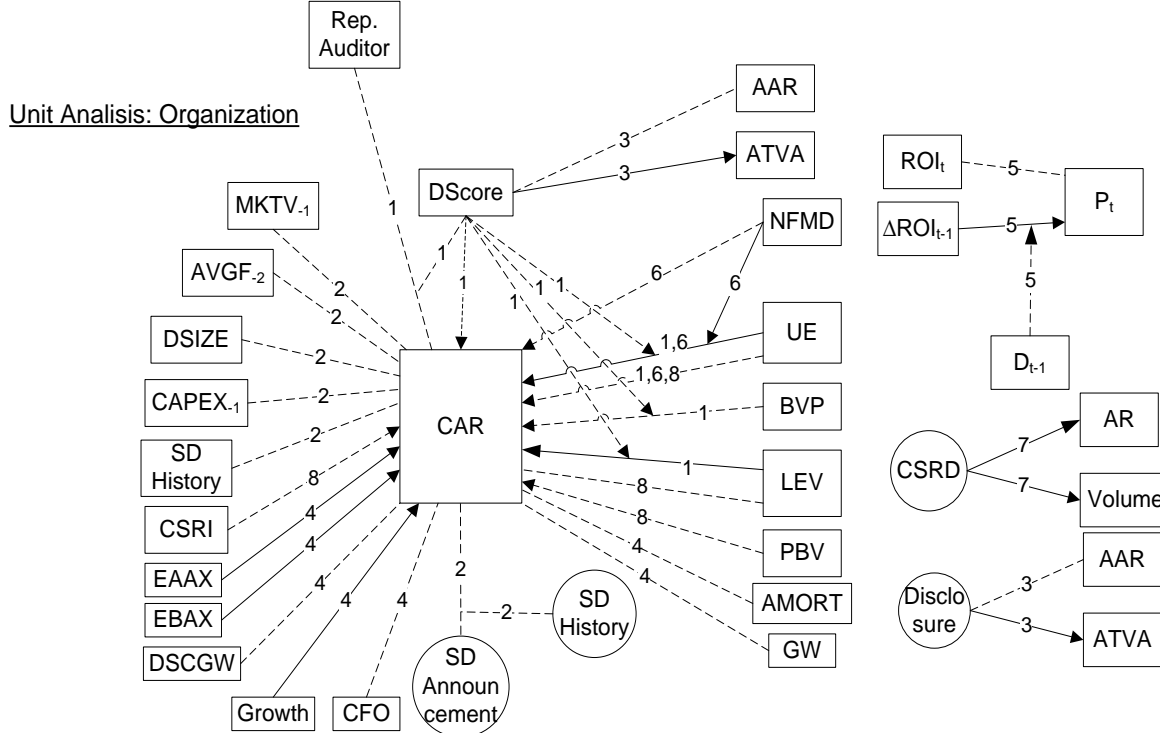 Rep.
Auditor
Unit Analisis: Organization
AAR
3
ATVA
3
DScore
ROIt
5
Pt
ΔROIt-1
5
5
Dt-1
MKTV-1
2
1
1
1
1
1
1
NFMD
6
6
AVGF-2
2
DSIZE
2
UE
1,6
1,6,8
CAPEX-1
2
CAR
BVP
1
SD
History
2
LEV
1
8
CSRI
8
PBV
8
EAAX
4
EBAX
4
AMORT
4
DSCGW
4
GW
4
Growth
4
CFO
4
2
2
SD
History
SD
Announ
cement
CSRD
7
AR
7
Volume
Disclo
sure
3
AAR
3
ATVA